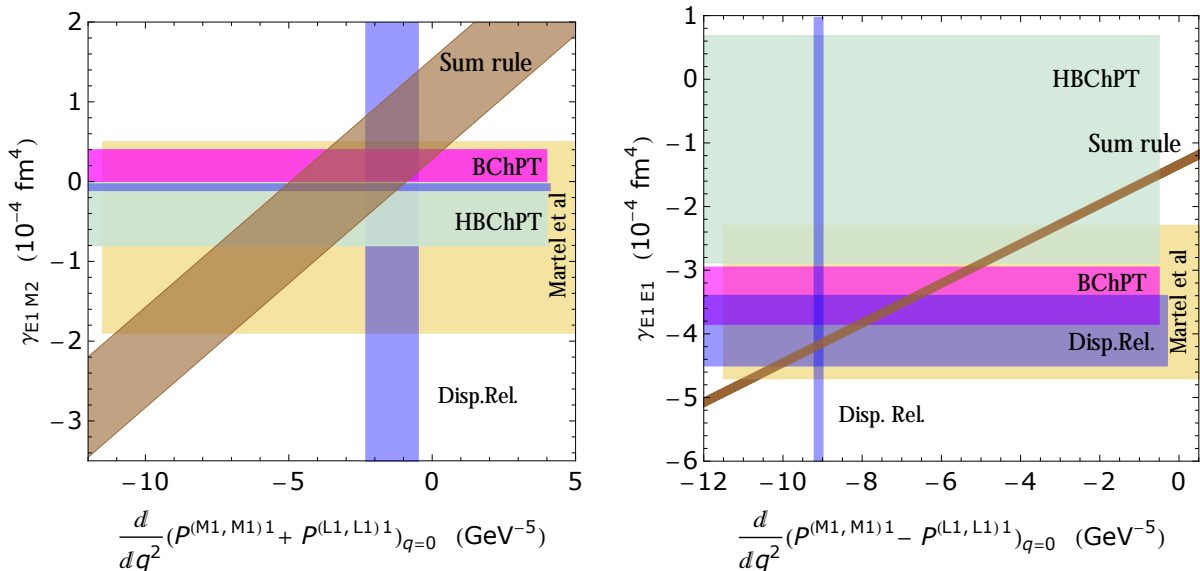 2
1
0
−1
−2
−3
γE1 M2 (10⁻⁴ fm⁴)
Sum rule
BChPT
HBChPT
Martel et al
Disp.Rel.
−10
−5
0
5
d/dq² (P^(M1, M1) 1 + P^(L1, L1) 1)q=0 (GeV⁻⁵)
1
0
−1
−2
−3
−4
−5
−6
γE1 E1 (10⁻⁴ fm⁴)
HBChPT
Sum rule
BChPT
Disp.Rel.
Martel et al
Disp. Rel.
−12
−10
−8
−6
−4
−2
0
d/dq² (P^(M1, M1) 1 − P^(L1, L1) 1)q=0 (GeV⁻⁵)